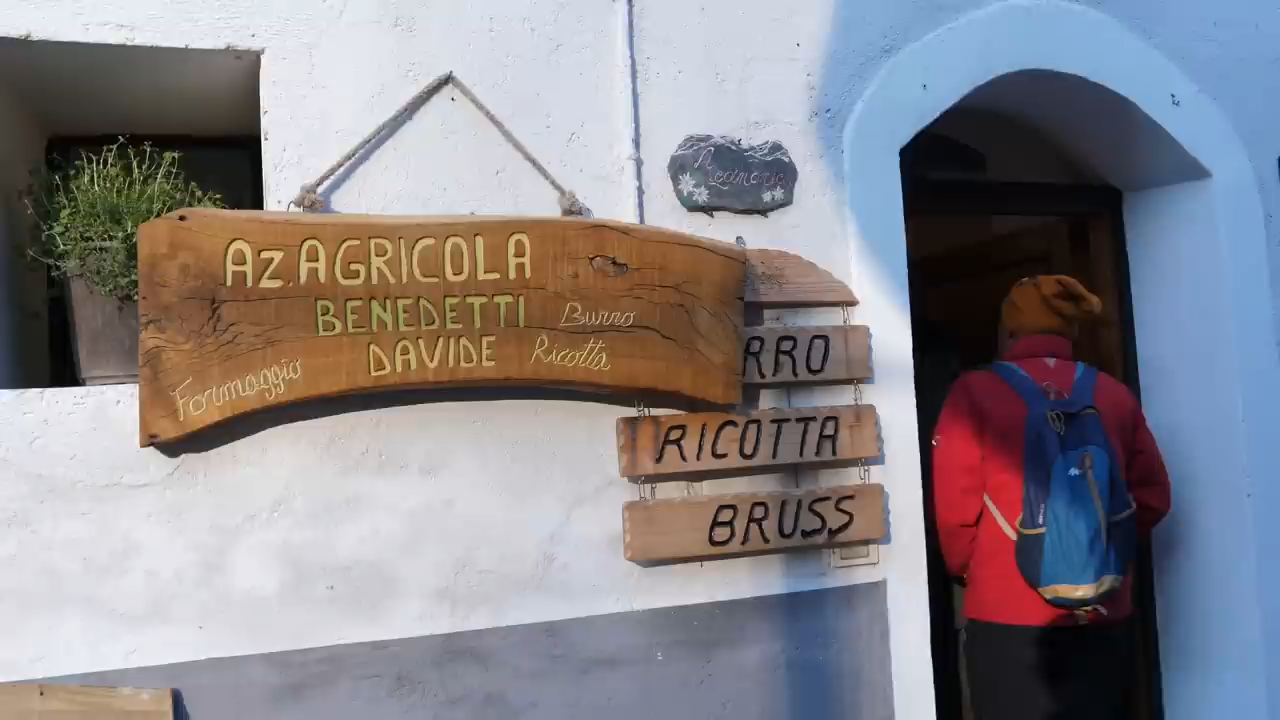 Az. AGRICOLA
BENEDETTI
DAVIDE
Burro
Ricotta
Formaggio
RRO
RICOTTA
BRUSS